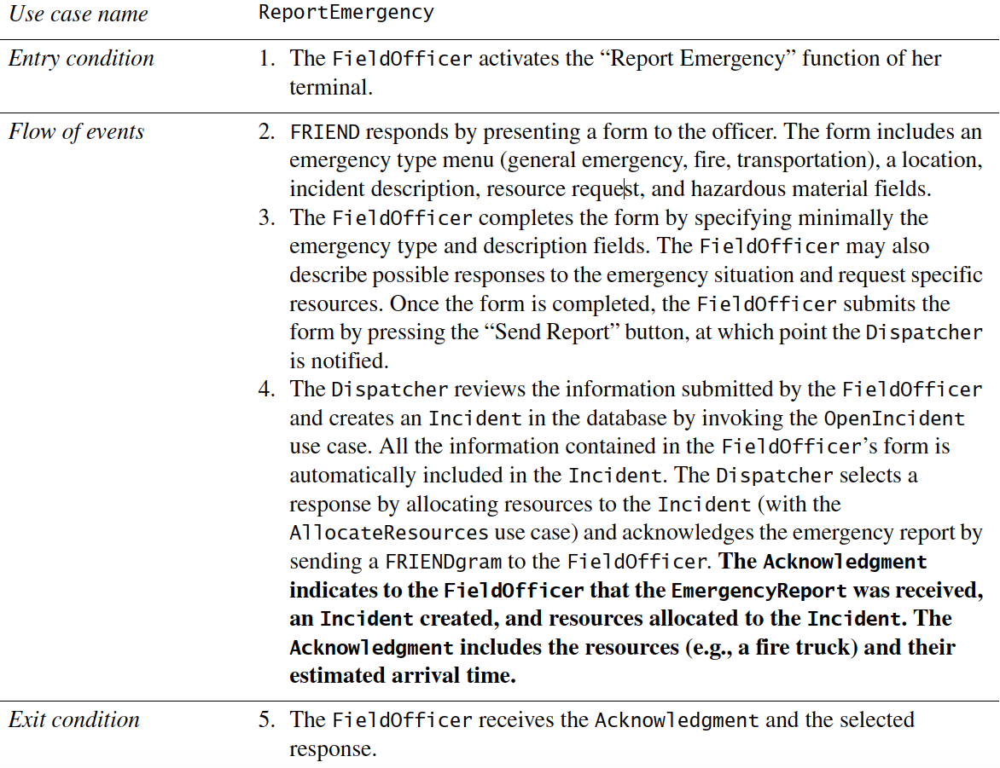 Use case name ReportEmergency
Entry condition 1. The FieldOfficer activates the “Report Emergency” function of her
terminal.
Flow of events 2. FRIEND responds by presenting a form to the officer. The form includes an
emergency type menu (general emergency, fire, transportation), a location,
incident description, resource request, and hazardous material fields.
3. The FieldOfficer completes the form by specifying minimally the
emergency type and description fields. The FieldOfficer may also
describe possible responses to the emergency situation and request specific
resources. Once the form is completed, the FieldOfficer submits the
form by pressing the “Send Report” button, at which point the Dispatcher
is notified.
4. The Dispatcher reviews the information submitted by the FieldOfficer
and creates an Incident in the database by invoking the OpenIncident
use case. All the information contained in the FieldOfficer’s form is
automatically included in the Incident. The Dispatcher selects a
response by allocating resources to the Incident (with the
AllocateResources use case) and acknowledges the emergency report by
sending a FRIENDgram to the FieldOfficer. The Acknowledgment
indicates to the FieldOfficer that the EmergencyReport was received,
an Incident created, and resources allocated to the Incident. The
Acknowledgment includes the resources (e.g., a fire truck) and their
estimated arrival time.
Exit condition 5. The FieldOfficer receives the Acknowledgment and the selected
response.